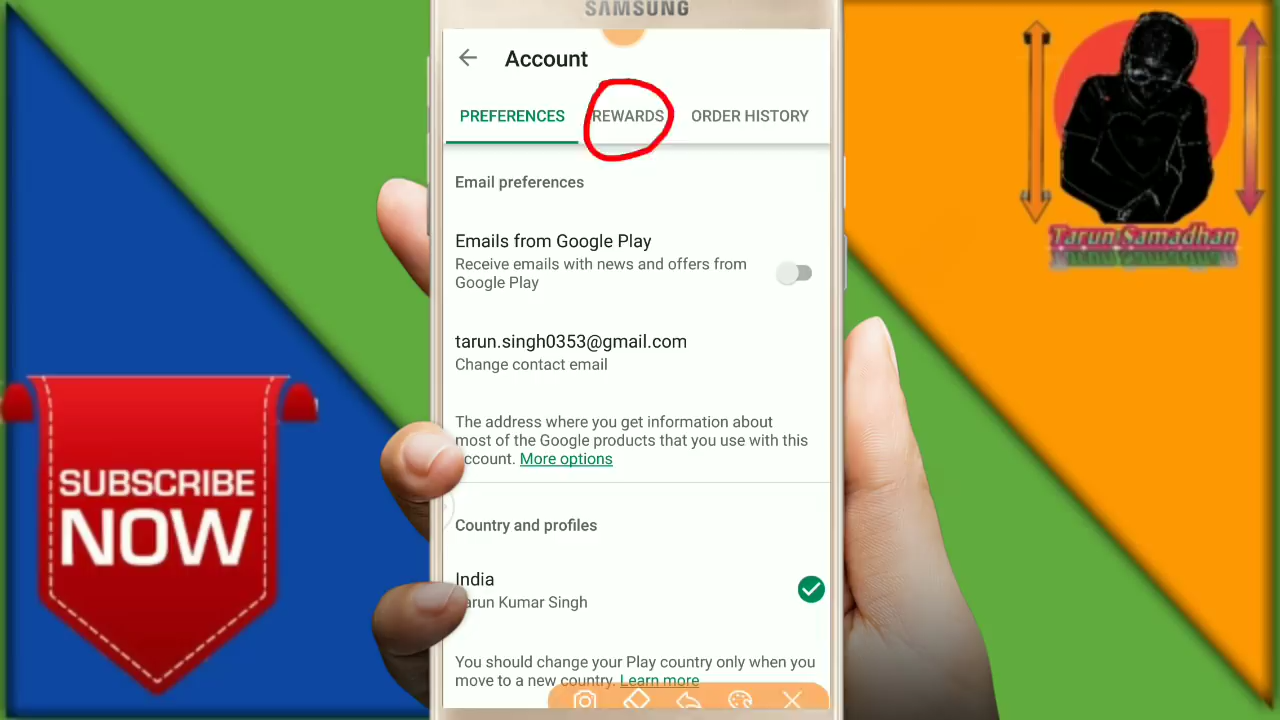 SAMSUNG
Account
PREFERENCES
REWARDS
ORDER HISTORY
Email preferences
Emails from Google Play
Receive emails with news and offers from
Google Play
tarun.singh0353@gmail.com
Change contact email
The address where you get information about
most of the Google products that you use with this
ccount. More options
Country and profiles
India
arun Kumar Singh
You should change your Play country only when you
move to a new country. Learn more
SUBSCRIBE
NOW
Tarun Samadhan